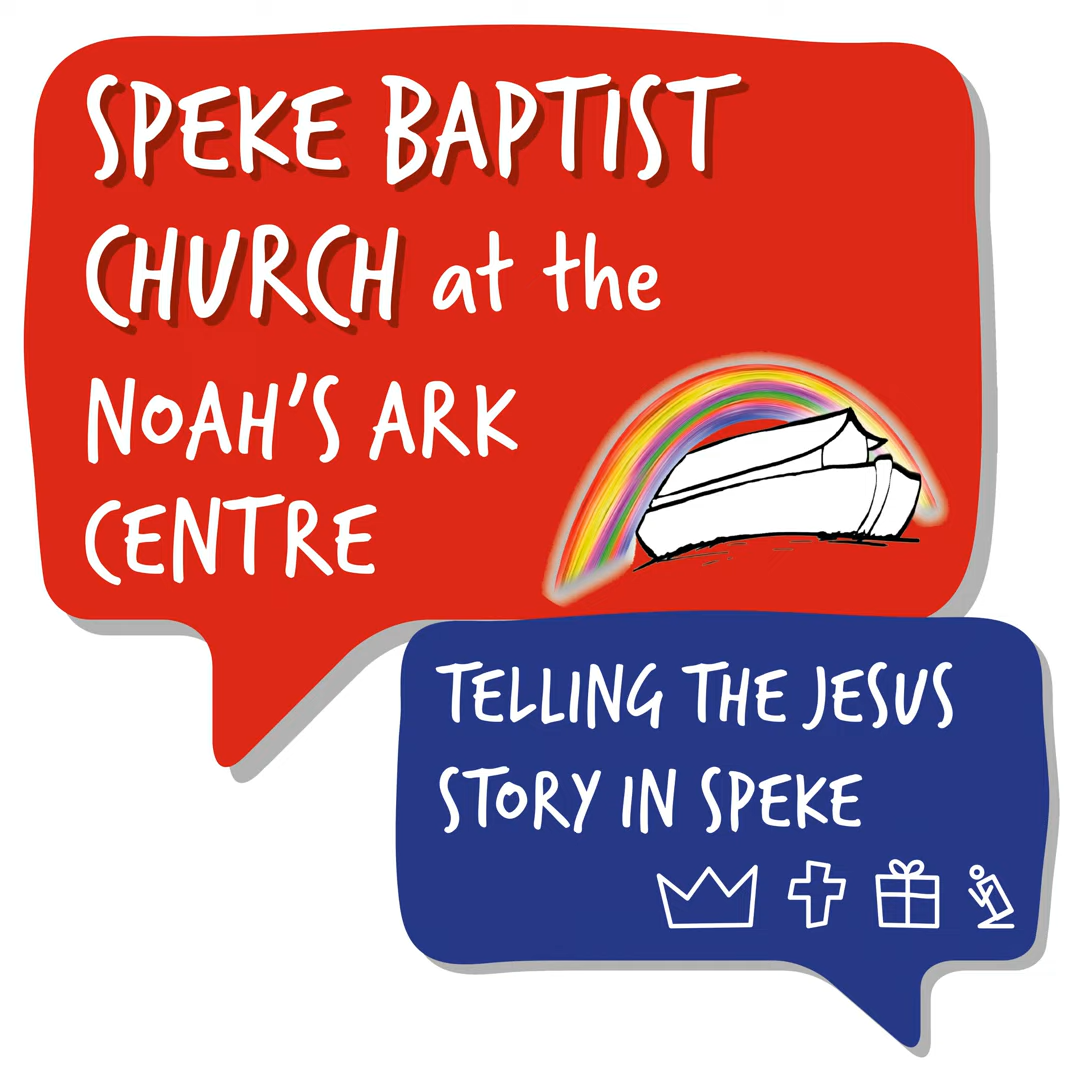 SPEKE BAPTIST
CHURCH at the
NOAH'S ARK
CENTRE
TELLING THE JESUS
STORY IN SPEKE